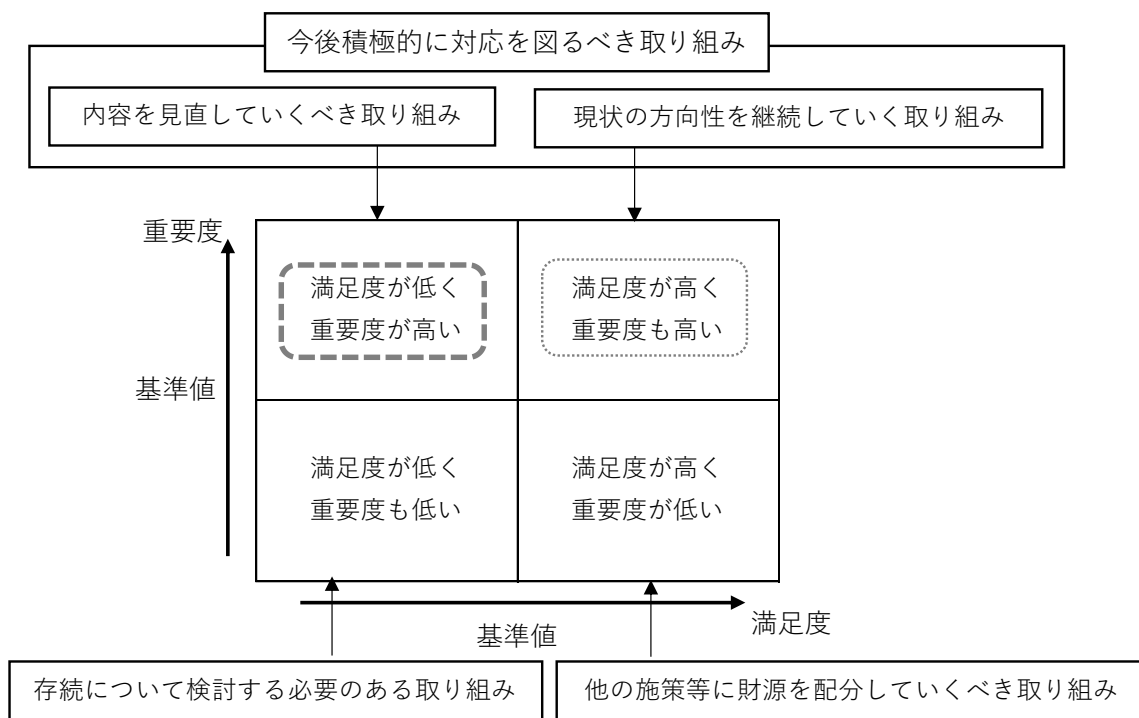 今後積極的に対応を図るべき取り組み
内容を見直していくべき取り組み
現状の方向性を継続していく取り組み
重要度
満足度が低く
重要度が高い
満足度が高く
重要度も高い
基準値
満足度が低く
重要度も低い
満足度が高く
重要度が低い
基準値
満足度
存続について検討する必要のある取り組み
他の施策等に財源を配分していくべき取り組み